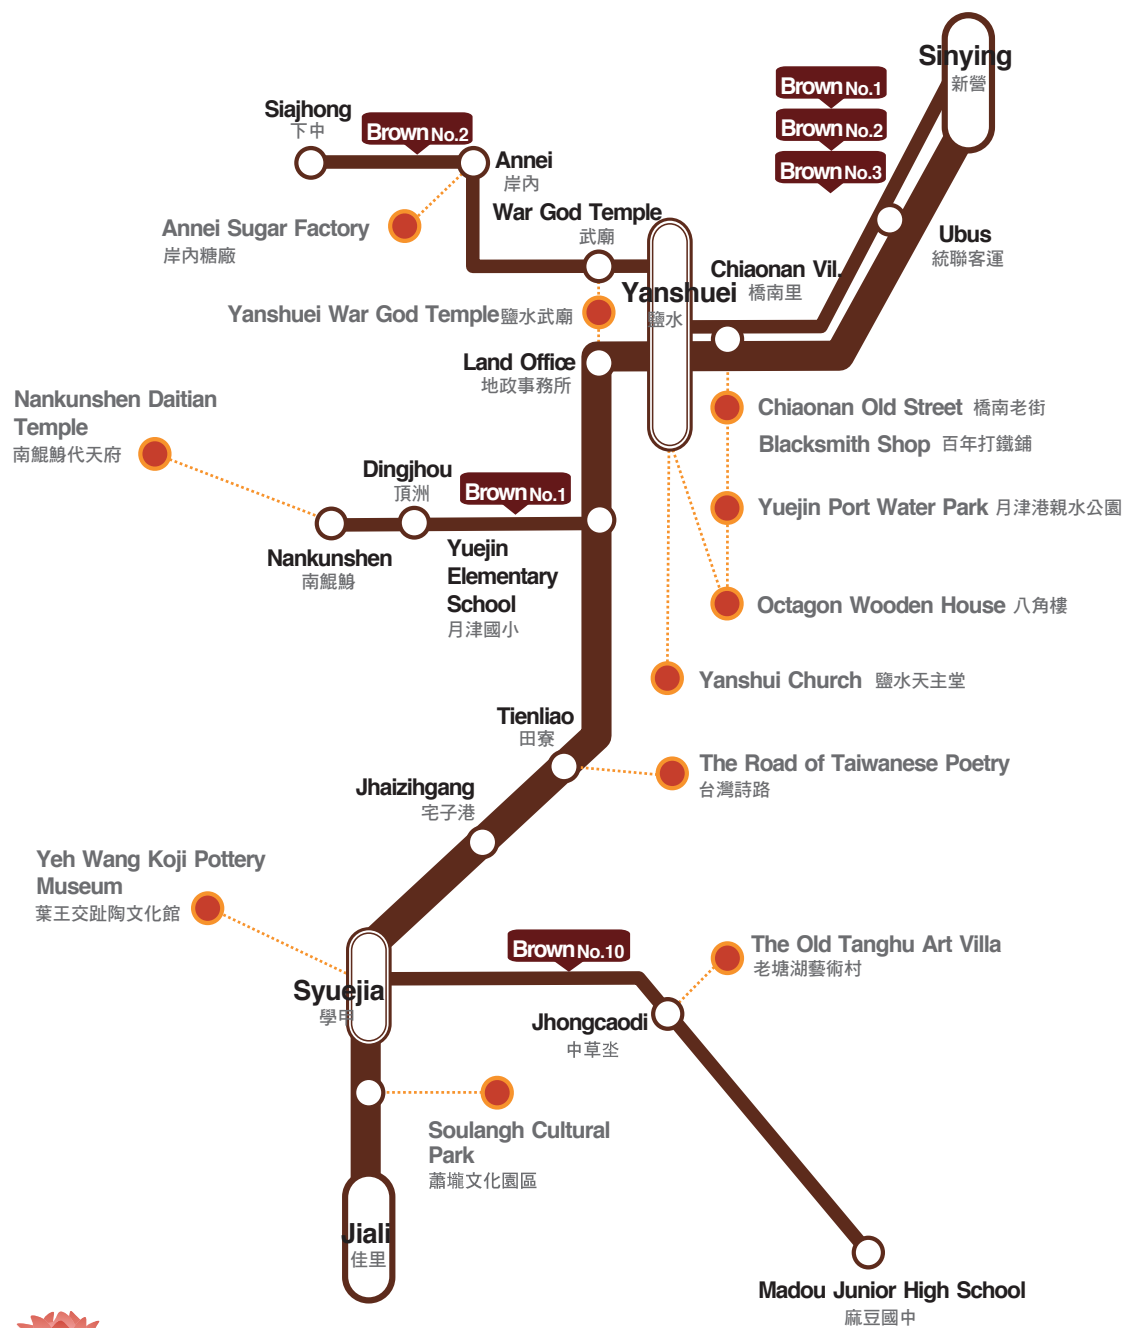 Sinying
新營
Brown No.1
Brown No.2
Brown No.3
Siajhong
下中
Brown No.2
Annei
岸內
War God Temple
武廟
Annei Sugar Factory
岸內糖廠
Ubus
統聯客運
Chiaonan Vil.
橋南里
Yanshuei
鹽水
Yanshuei War God Temple 鹽水武廟
Land Office
地政事務所
Nankunshen Daitian
Temple
南鯤鯓代天府
Chiaonan Old Street 橋南老街
Blacksmith Shop 百年打鐵鋪
Dingjhou
頂洲
Brown No.1
Yuejin Port Water Park 月津港親水公園
Nankunshen
南鯤鯓
Yuejin
Elementary
School
月津國小
Octagon Wooden House 八角樓
Yanshui Church 鹽水天主堂
Tienliao
田寮
The Road of Taiwanese Poetry
台灣詩路
Jhaizihgang
宅子港
Yeh Wang Koji Pottery
Museum
葉王交趾陶文化館
Brown No.10
The Old Tanghu Art Villa
老塘湖藝術村
Syuejia
學甲
Jhongcaodi
中草坔
Soulangh Cultural
Park
蕭壠文化園區
Jiali
佳里
Madou Junior High School
麻豆國中